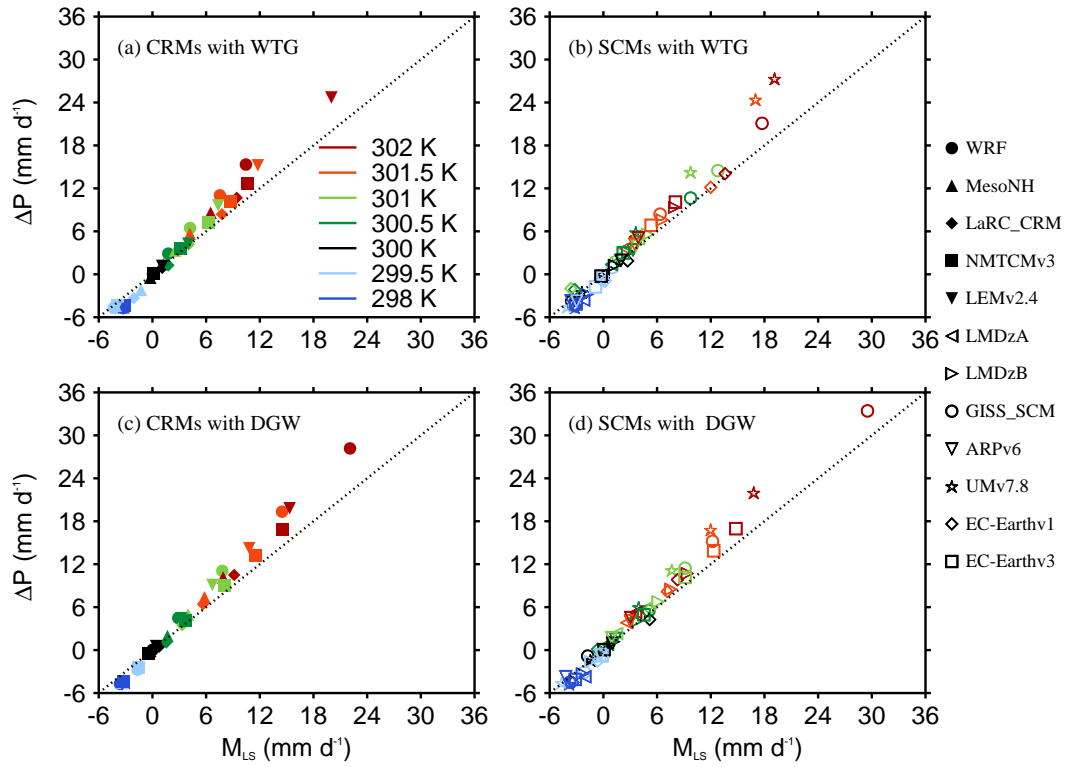 (a) CRMs with WTG
36
30
24
18
12
6
0
-6
ΔP (mm d-1)
-6 0 6 12 18 24 30 36
302 K
301.5 K
301 K
300.5 K
300 K
299.5 K
298 K
(b) SCMs with WTG
36
30
24
18
12
6
0
-6
-6 0 6 12 18 24 30 36
(c) CRMs with DGW
36
30
24
18
12
6
0
-6
ΔP (mm d-1)
-6 0 6 12 18 24 30 36
MLS (mm d-1)
(d) SCMs with DGW
36
30
24
18
12
6
0
-6
-6 0 6 12 18 24 30 36
MLS (mm d-1)
WRF
MesoNH
LaRC_CRM
NMTCMv3
LEMv2.4
LMDzA
LMDzB
GISS_SCM
ARPv6
UMv7.8
EC-Earthv1
EC-Earthv3